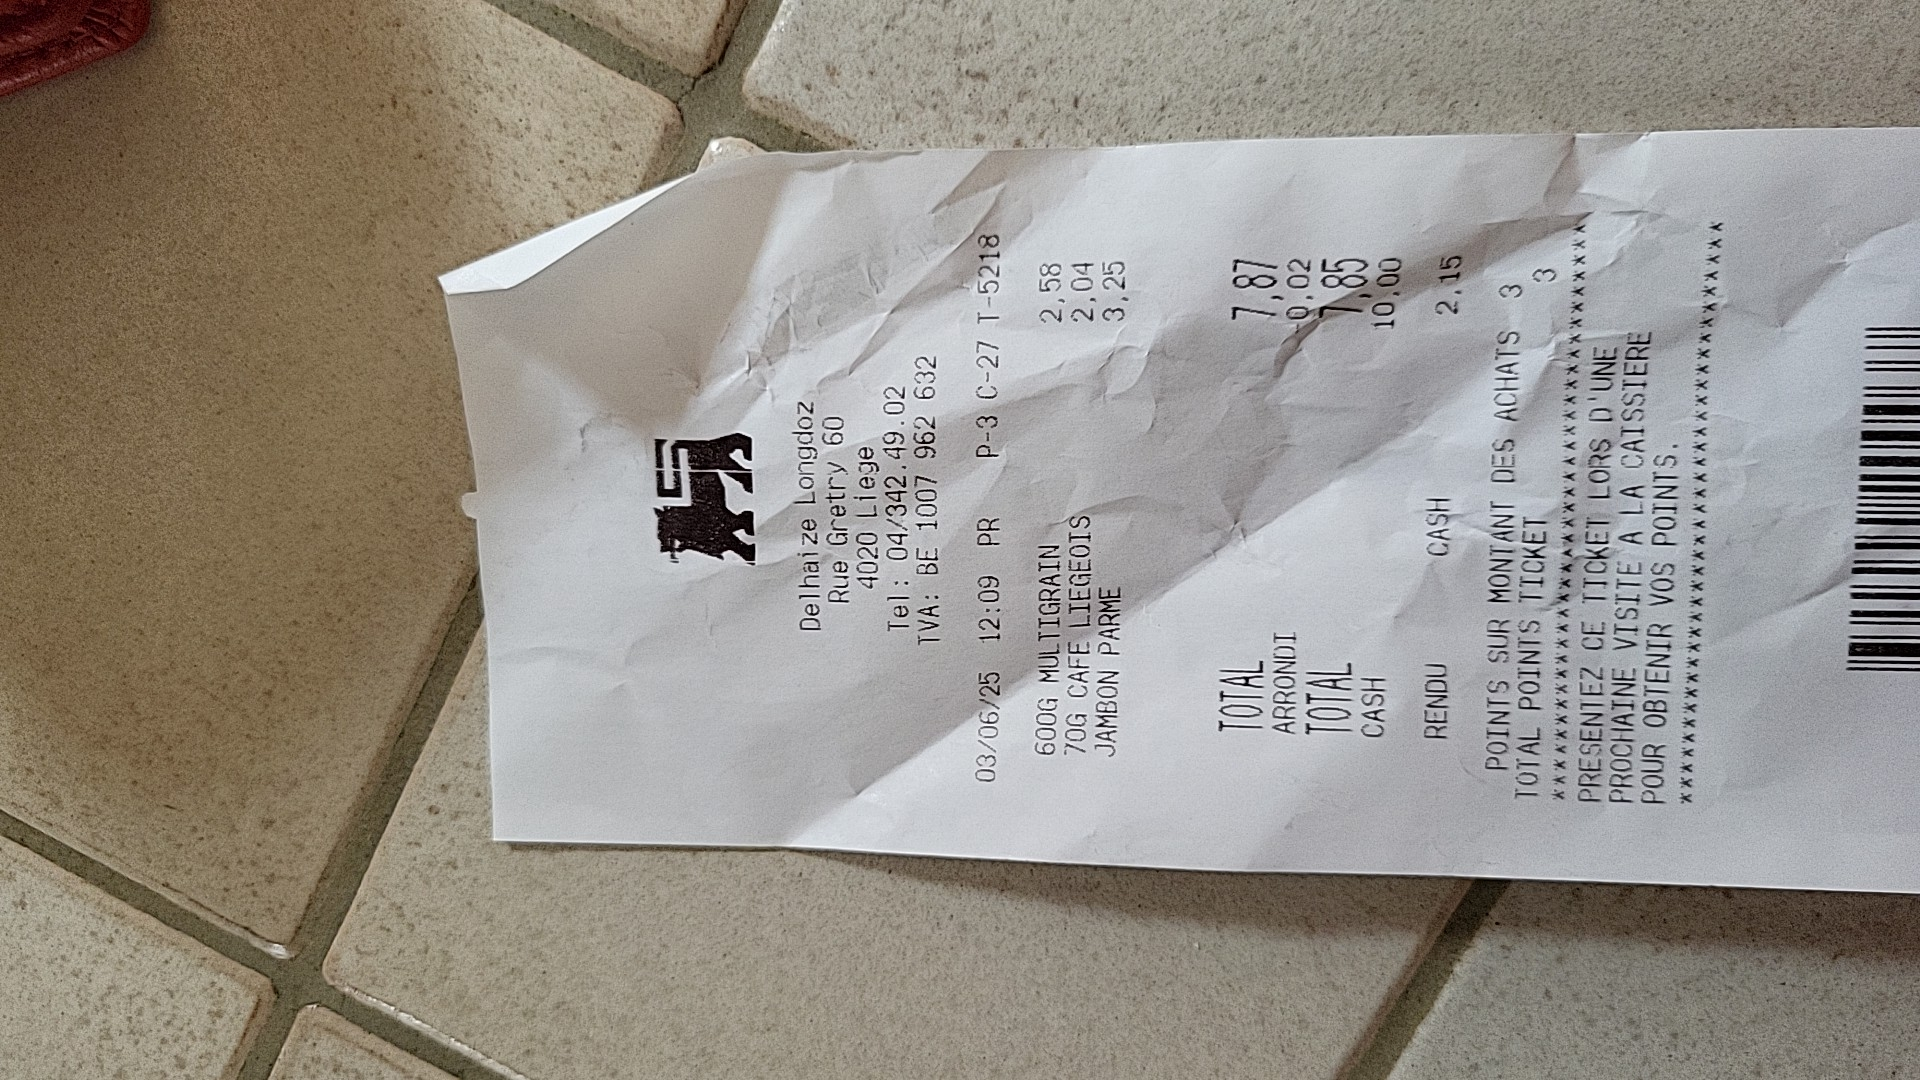 Delhaize Longdoz
Rue Gretry 60
4020 Liege
Tel: 04/342.49.02
TVA: BE 1007 962 632
03/06/25 12:09 PR P-3 C-27 T-5218
600G MULTIGRAIN 2,58
70G CAFE LIEGEOIS 2,04
JAMBON PARME 3,25
TOTAL 7,87
ARRONDI -0,02
TOTAL 7,85
CASH 10,00
RENDU CASH 2,15
POINTS SUR MONTANT DES ACHATS 3
TOTAL POINTS TICKET 3
****************************************
PRESENTEZ CE TICKET LORS D'UNE
PROCHAINE VISITE A LA CAISSIERE
POUR OBTENIR VOS POINTS.
****************************************